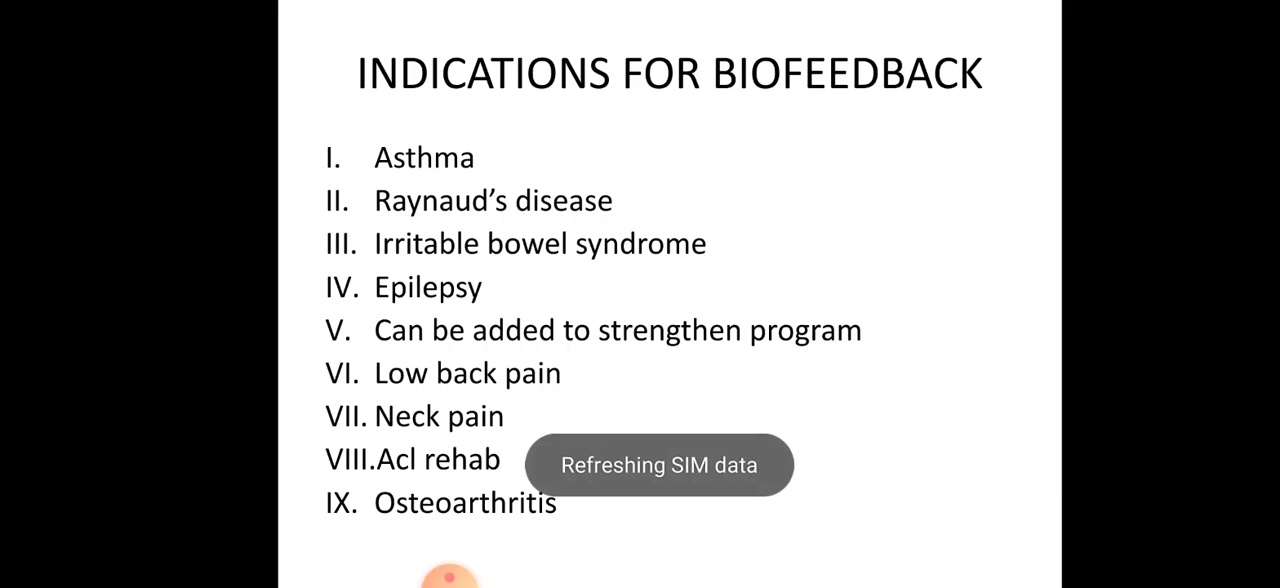 INDICATIONS FOR BIOFEEDBACK
I. Asthma
II. Raynaud’s disease
III. Irritable bowel syndrome
IV. Epilepsy
V. Can be added to strengthen program
VI. Low back pain
VII. Neck pain
VIII.Acl rehab
Refreshing SIM data
IX. Osteoarthritis